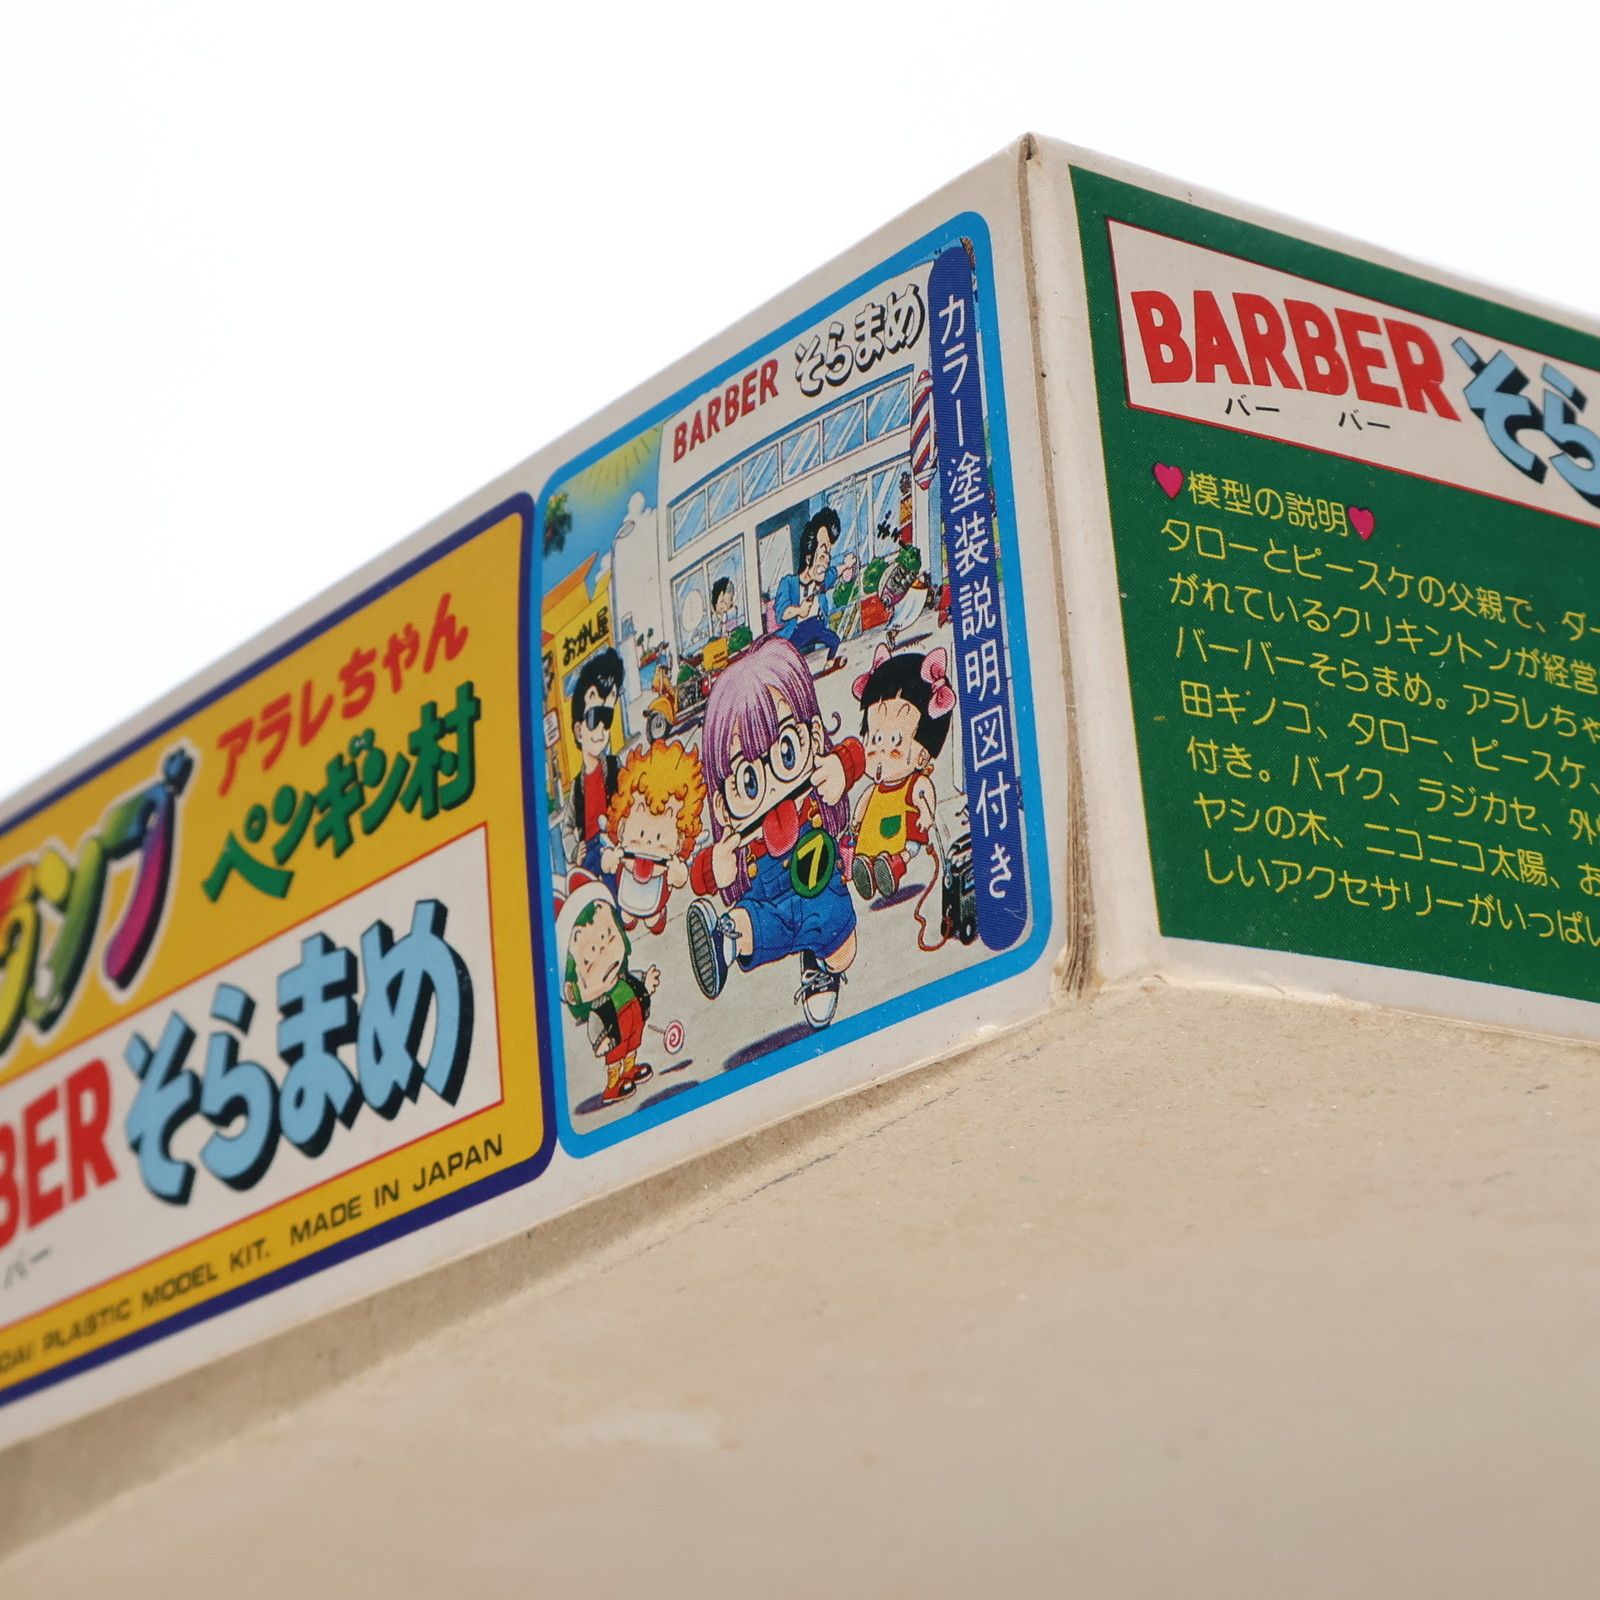 アラレちゃん
ペンギン村
ランプ
BER そらまめ
バー
DAI PLASTIC MODEL KIT. MADE IN JAPAN
BARBER そらまめ
おかし屋
7
カラー塗装説明図付き
BARBER そら
バー バー
模型の説明
タローとピースケの父親で、ダー
がれているクリキントンが経営
バーバーそらまめ。アラレちゃ
田キノコ、タロー、ピースケ、
付き。バイク、ラジカセ、外
ヤシの木、ニコニコ太陽、お
しいアクセサリーがいっぱい